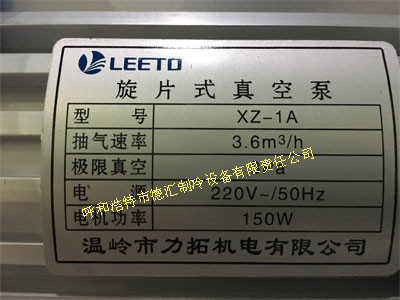 LEETO
旋片式真空泵
型号 XZ-1A
抽气速率 3.6m³/h
极限真空 a
电源 220V~/50Hz
电机功率 150W
温岭市力拓机电有限公司
呼和浩特市德汇制冷设备有限责任公司